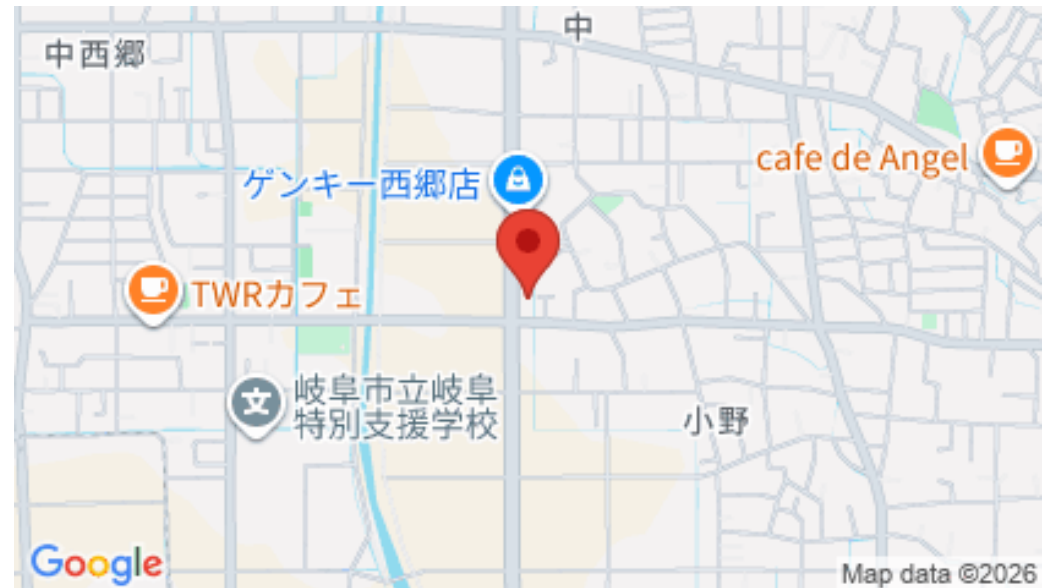 中西郷
中
cafe de Angel
ゲンキー西郷店
TWRカフェ
文
岐阜市立岐阜
特別支援学校
小野
Google
Map data ©2026